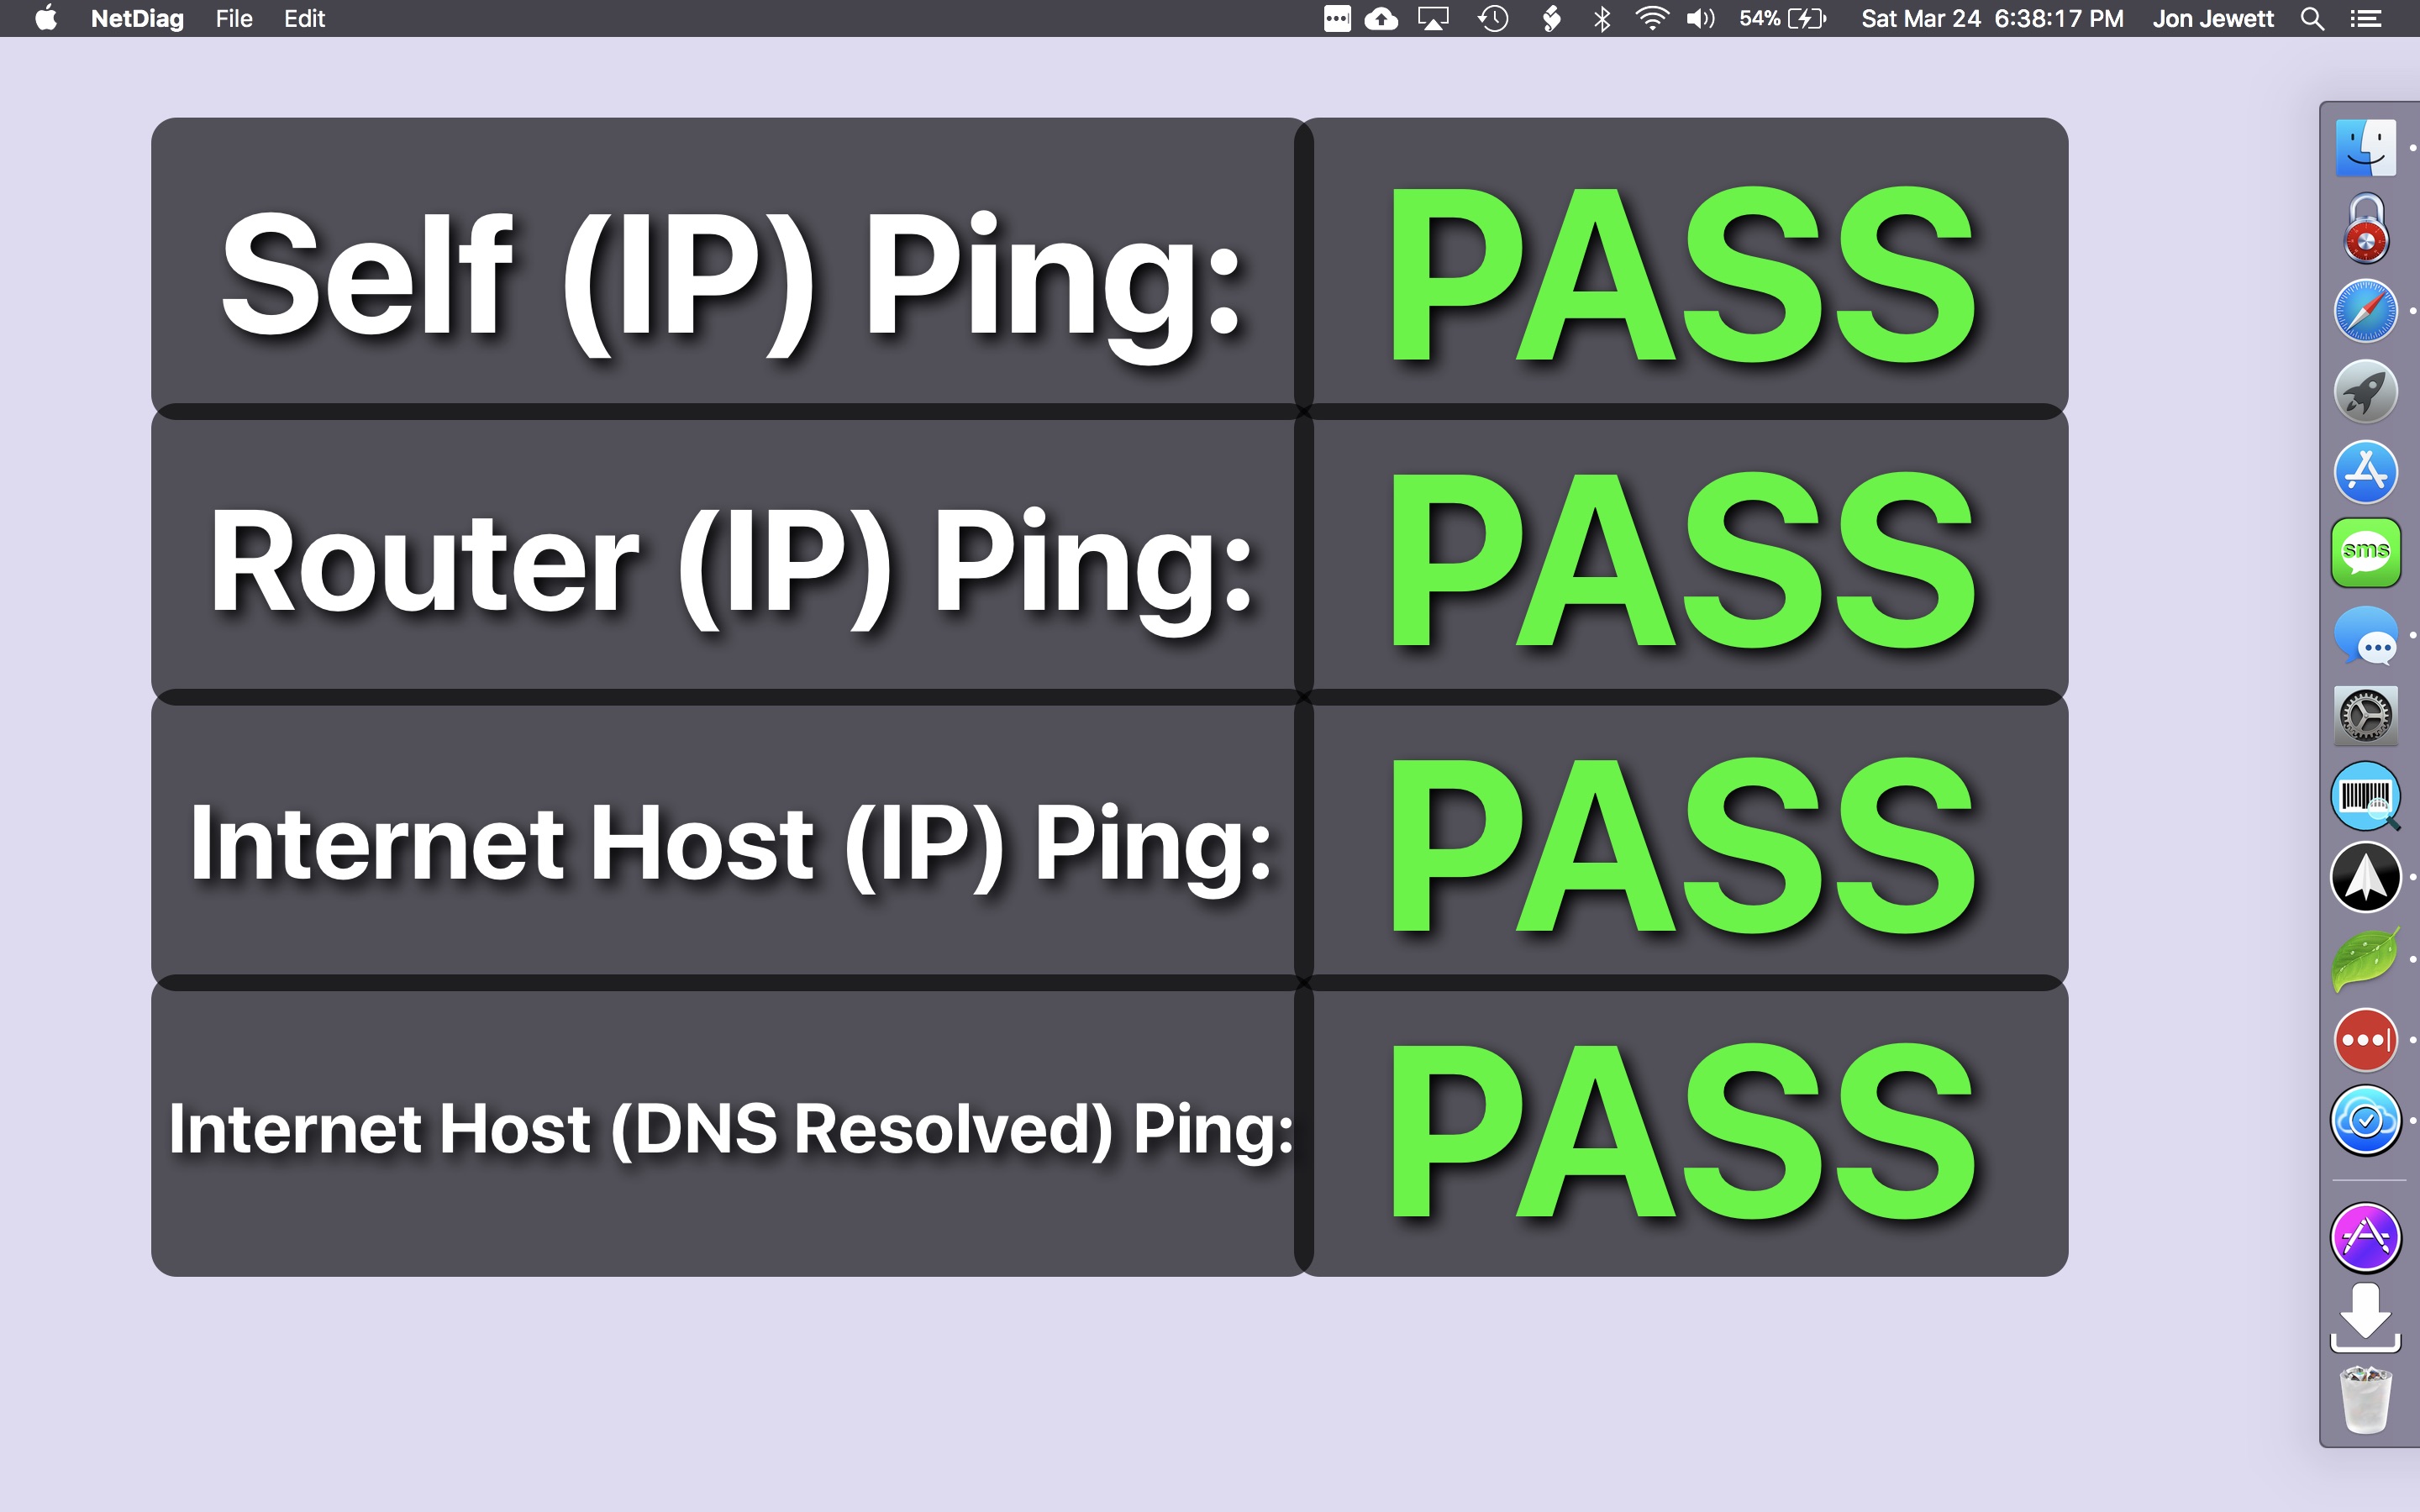 NetDiag File Edit 54% Sat Mar 24 6:38:17 PM Jon Jewett
Self (IP) Ping: PASS
Router (IP) Ping: PASS
Internet Host (IP) Ping: PASS
Internet Host (DNS Resolved) Ping: PASS
sms